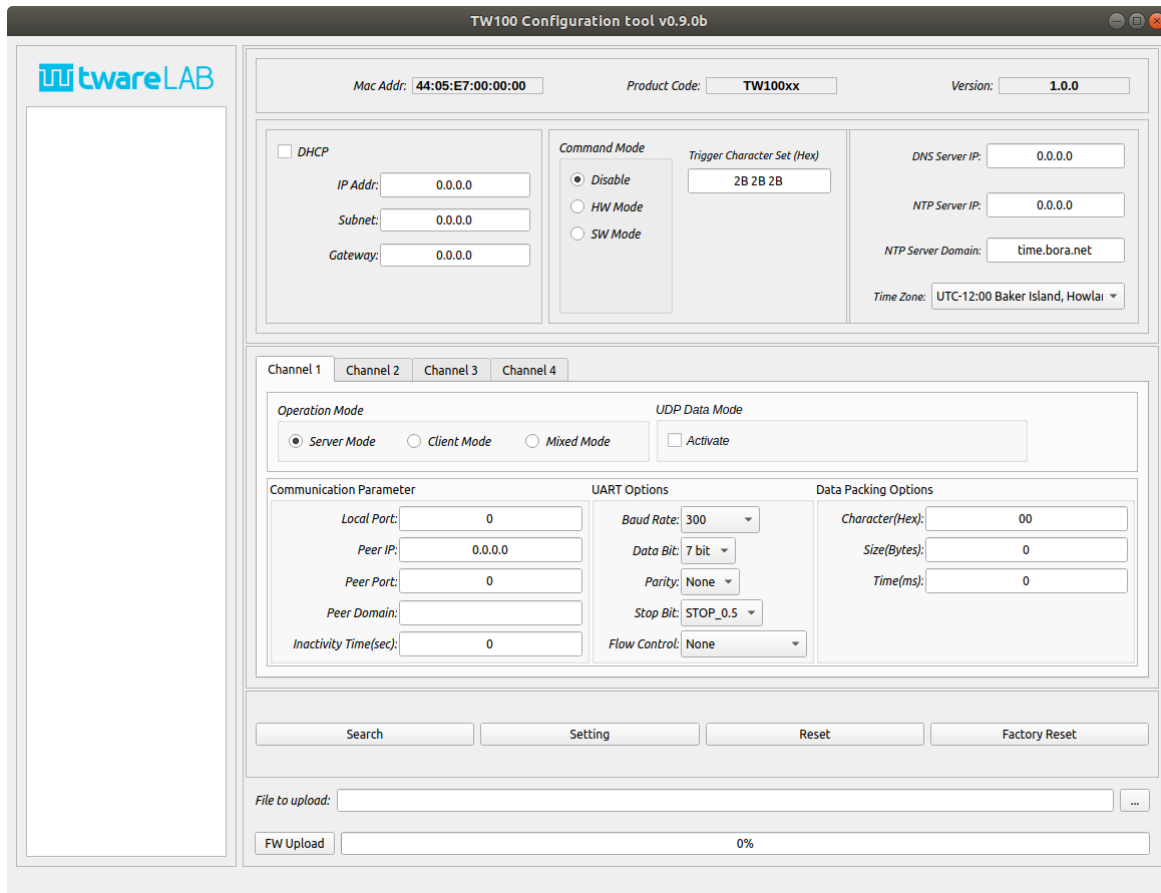 TW100 Configuration tool v0.9.0b
twareLAB
Mac Addr: 44:05:E7:00:00:00 Product Code: TW100xx Version: 1.0.0
DHCP
IP Addr: 0.0.0.0
Subnet: 0.0.0.0
Gateway: 0.0.0.0
Command Mode
Disable
HW Mode
SW Mode
Trigger Character Set (Hex)
2B 2B 2B
DNS Server IP: 0.0.0.0
NTP Server IP: 0.0.0.0
NTP Server Domain: time.bora.net
Time Zone: UTC-12:00 Baker Island, Howla
Channel 1 Channel 2 Channel 3 Channel 4
Operation Mode
Server Mode Client Mode Mixed Mode
UDP Data Mode
Activate
Communication Parameter
Local Port: 0
Peer IP: 0.0.0.0
Peer Port: 0
Peer Domain:
Inactivity Time(sec): 0
UART Options
Baud Rate: 300
Data Bit: 7 bit
Parity: None
Stop Bit: STOP_0.5
Flow Control: None
Data Packing Options
Character(Hex): 00
Size(Bytes): 0
Time(ms): 0
Search Setting Reset Factory Reset
File to upload: ...
FW Upload 0%